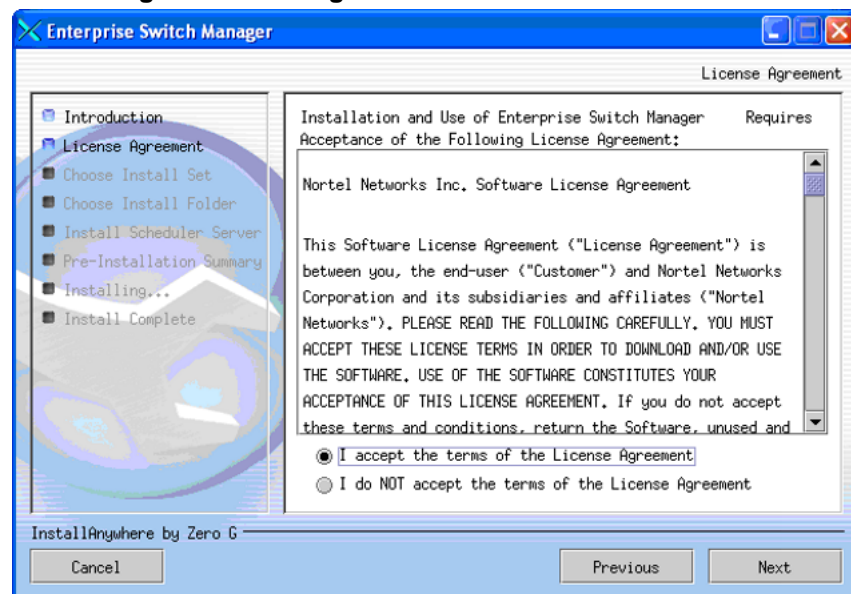 Enterprise Switch Manager
License Agreement
Introduction
License Agreement
Choose Install Set
Choose Install Folder
Install Scheduler Server
Pre-Installation Summary
Installing...
Install Complete
Installation and Use of Enterprise Switch Manager Requires
Acceptance of the Following License Agreement:
Nortel Networks Inc. Software License Agreement
This Software License Agreement ("License Agreement") is
between you, the end-user ("Customer") and Nortel Networks
Corporation and its subsidiaries and affiliates ("Nortel
Networks"). PLEASE READ THE FOLLOWING CAREFULLY. YOU MUST
ACCEPT THESE LICENSE TERMS IN ORDER TO DOWNLOAD AND/OR USE
THE SOFTWARE. USE OF THE SOFTWARE CONSTITUTES YOUR
ACCEPTANCE OF THIS LICENSE AGREEMENT. If you do not accept
these terms and conditions, return the Software, unused and
I accept the terms of the License Agreement
I do NOT accept the terms of the License Agreement
InstallAnywhere by Zero G
Cancel
Previous
Next